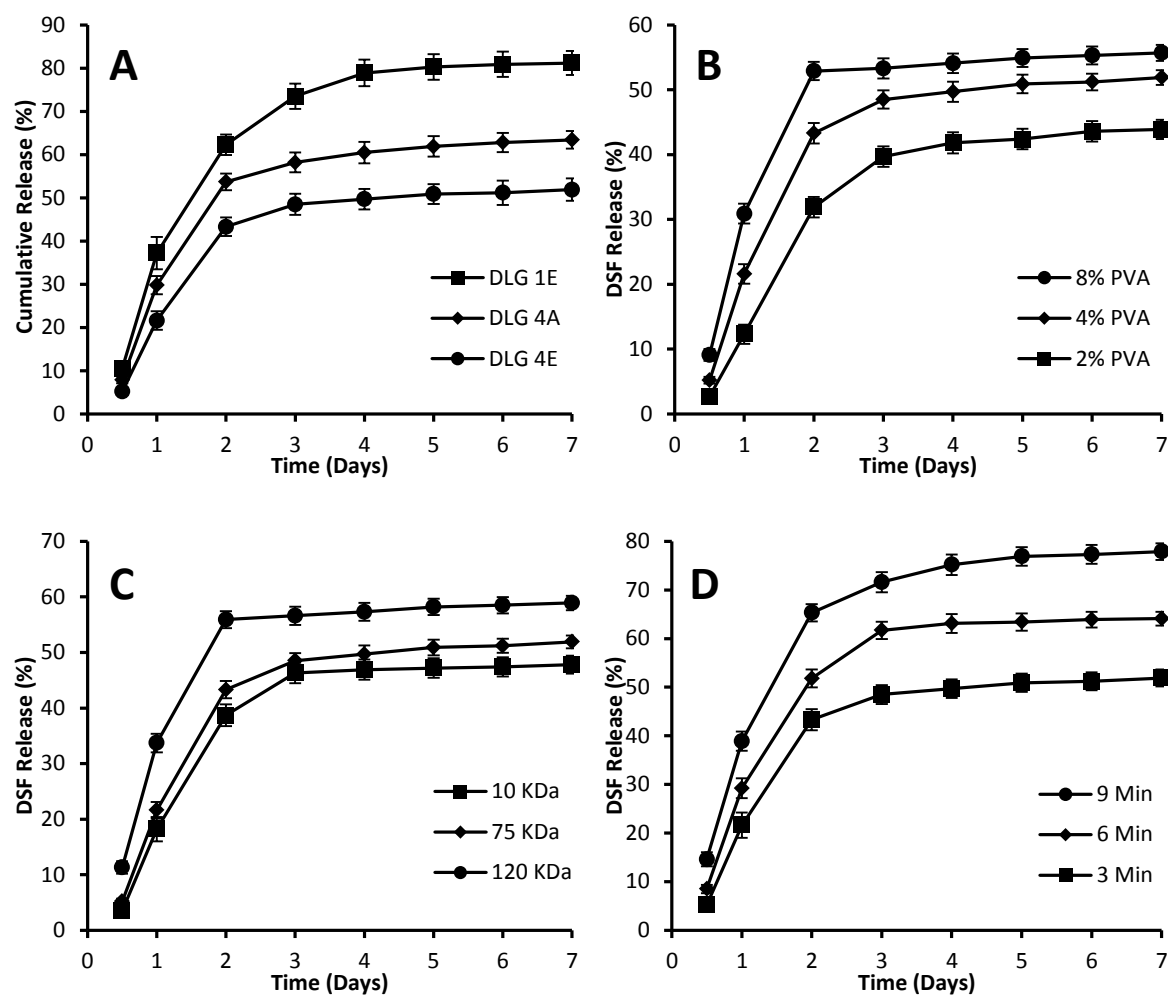 A
Cumulative Release (%)
90
80
70
60
50
40
30
20
10
0
DLG 1E
DLG 4A
DLG 4E
0 1 2 3 4 5 6 7
Time (Days)
B
DSF Release (%)
60
50
40
30
20
10
0
8% PVA
4% PVA
2% PVA
0 1 2 3 4 5 6 7
Time (Days)
C
DSF Release (%)
70
60
50
40
30
20
10
0
10 KDa
75 KDa
120 KDa
0 1 2 3 4 5 6 7
Time (Days)
D
DSF Release (%)
80
70
60
50
40
30
20
10
0
9 Min
6 Min
3 Min
0 1 2 3 4 5 6 7
Time (Days)